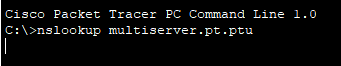 Cisco Packet Tracer PC Command Line 1.0
C:\>nslookup multiserver.pt.ptu